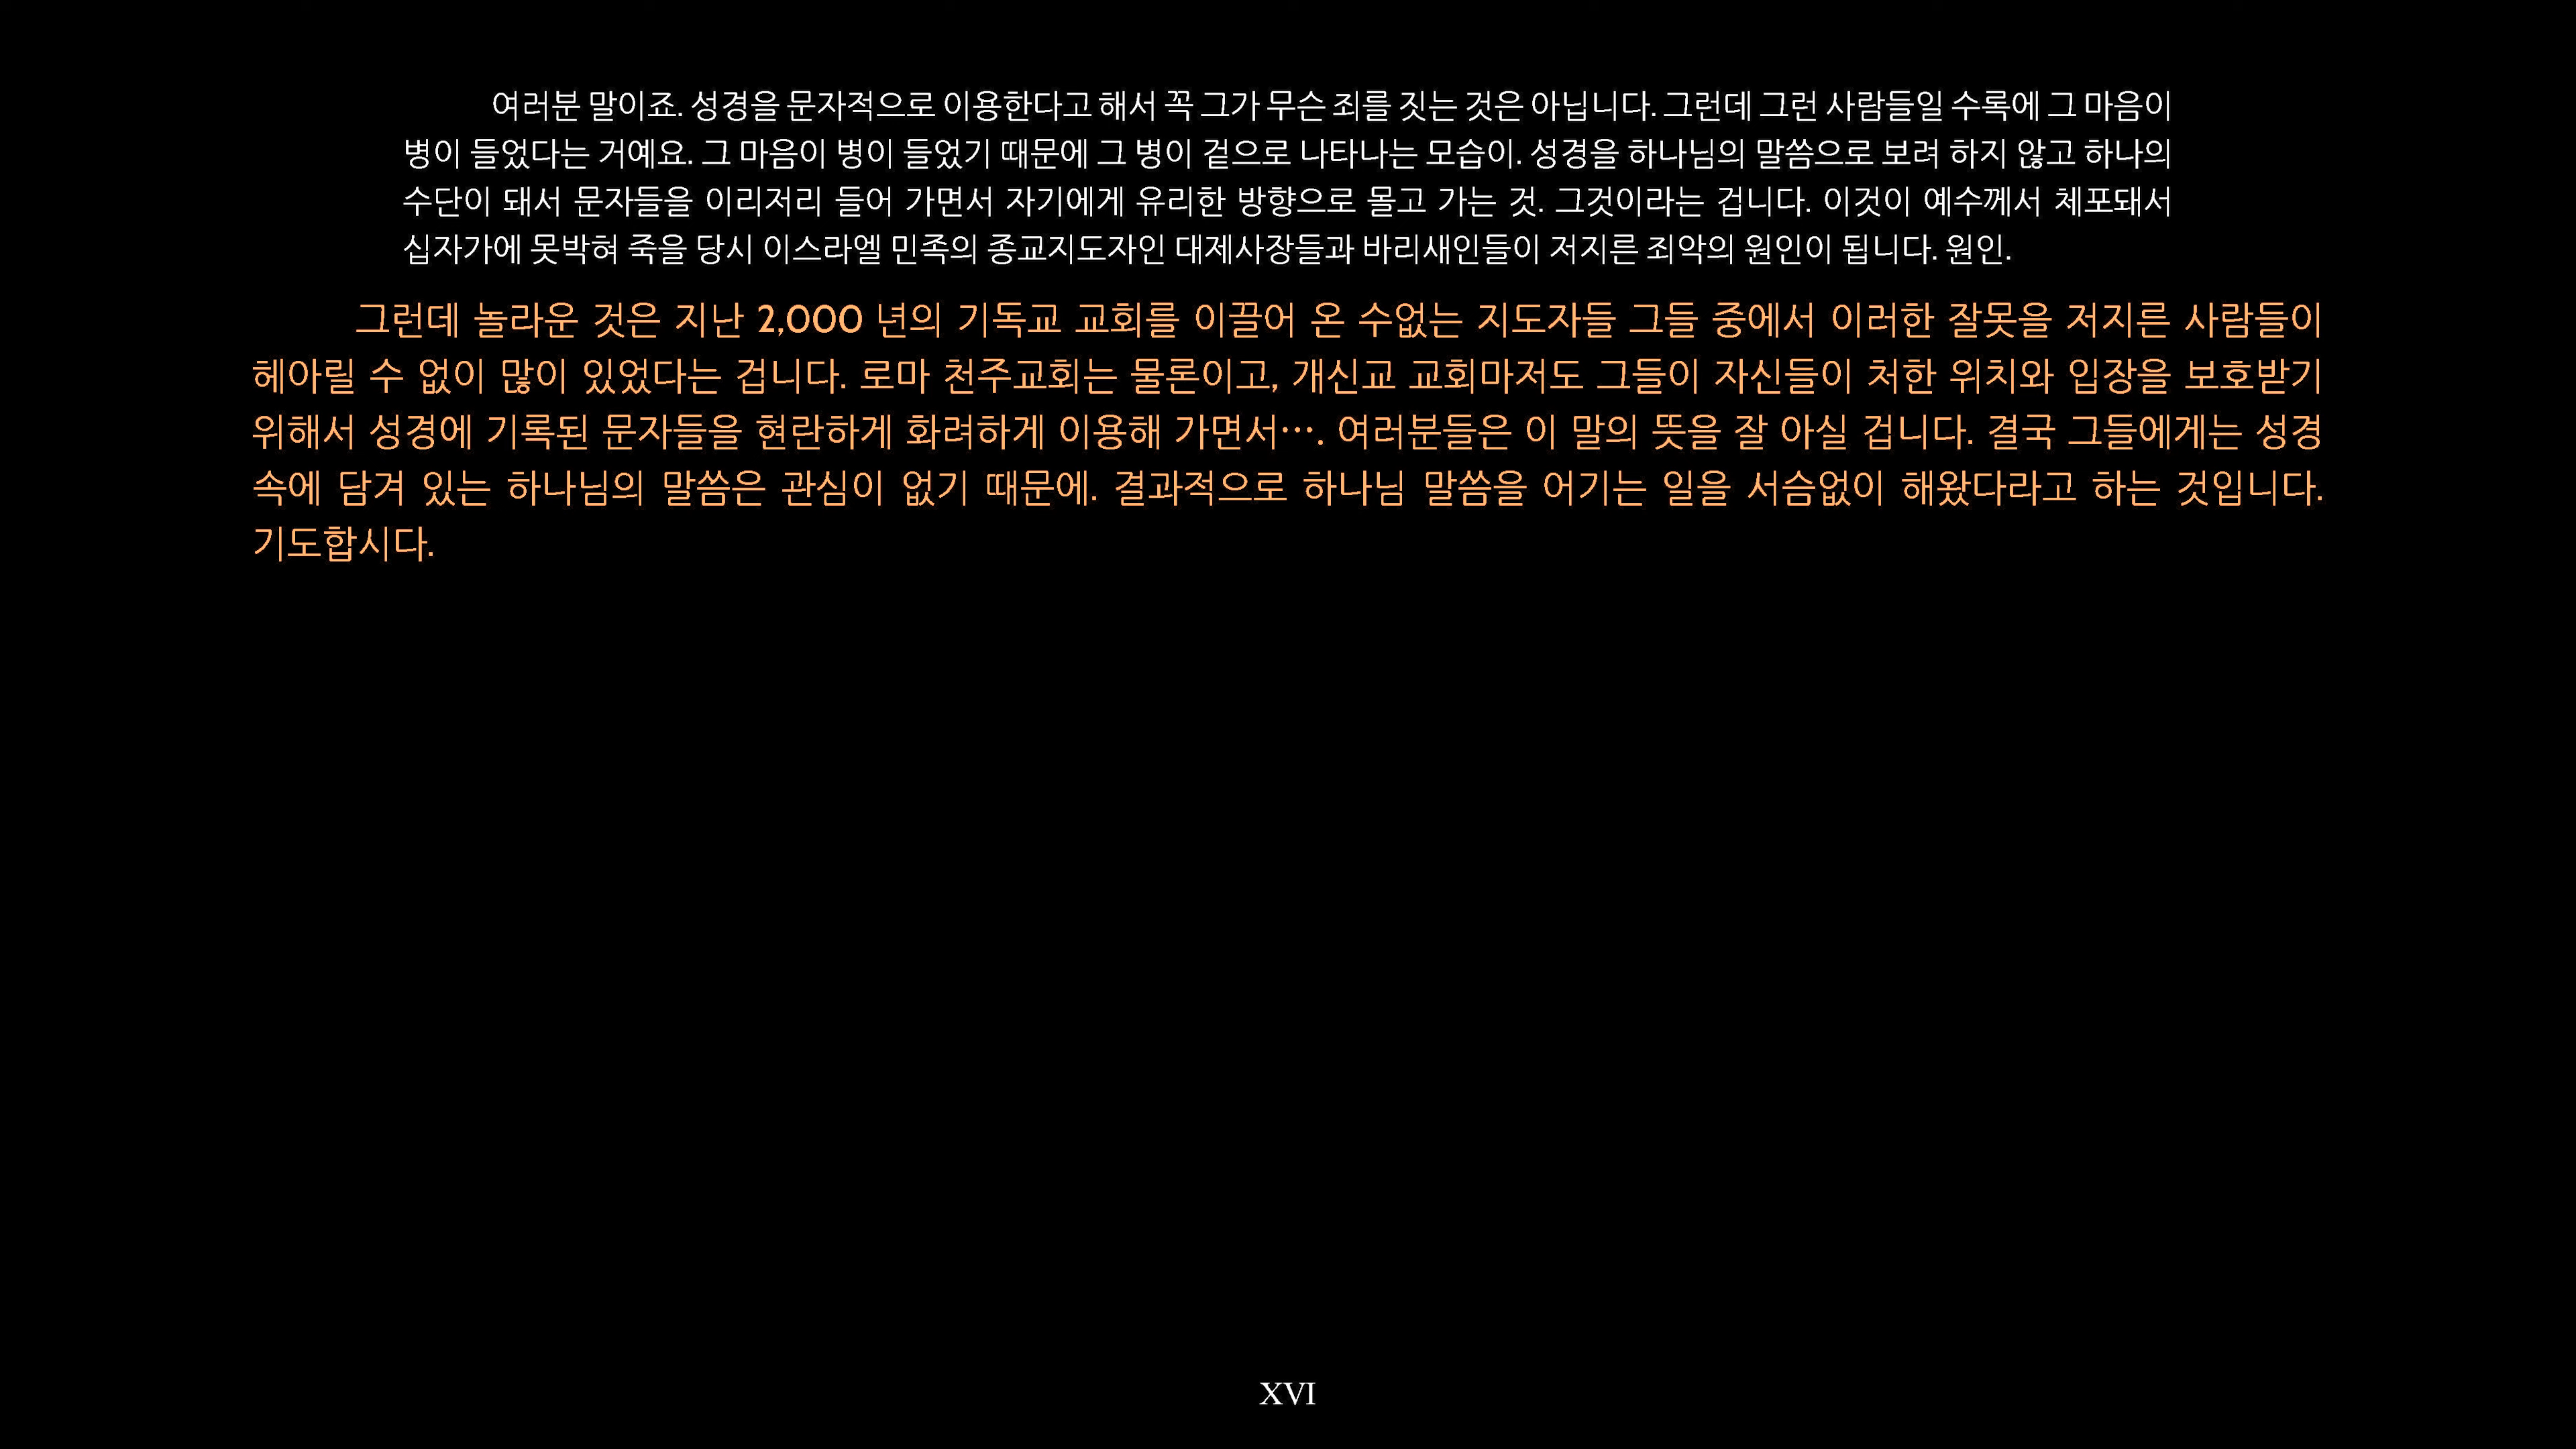 여러분 말이죠. 성경을 문자적으로 이용한다고 해서 꼭 그가 무슨 죄를 짓는 것은 아닙니다. 그런데 그런 사람들일 수록에 그 마음이
병이 들었다는 거예요. 그 마음이 병이 들었기 때문에 그 병이 겉으로 나타나는 모습이. 성경을 하나님의 말씀으로 보려 하지 않고 하나의
수단이 돼서 문자들을 이리저리 들어 가면서 자기에게 유리한 방향으로 몰고 가는 것. 그것이라는 겁니다. 이것이 예수께서 체포돼서
십자가에 못박혀 죽을 당시 이스라엘 민족의 종교지도자인 대제사장들과 바리새인들이 저지른 죄악의 원인이 됩니다. 원인.
그런데 놀라운 것은 지난 2,000 년의 기독교 교회를 이끌어 온 수없는 지도자들 그들 중에서 이러한 잘못을 저지른 사람들이
헤아릴 수 없이 많이 있었다는 겁니다. 로마 천주교회는 물론이고, 개신교 교회마저도 그들이 자신들이 처한 위치와 입장을 보호받기
위해서 성경에 기록된 문자들을 현란하게 화려하게 이용해 가면서…. 여러분들은 이 말의 뜻을 잘 아실 겁니다. 결국 그들에게는 성경
속에 담겨 있는 하나님의 말씀은 관심이 없기 때문에. 결과적으로 하나님 말씀을 어기는 일을 서슴없이 해왔다라고 하는 것입니다.
기도합시다.
XVI